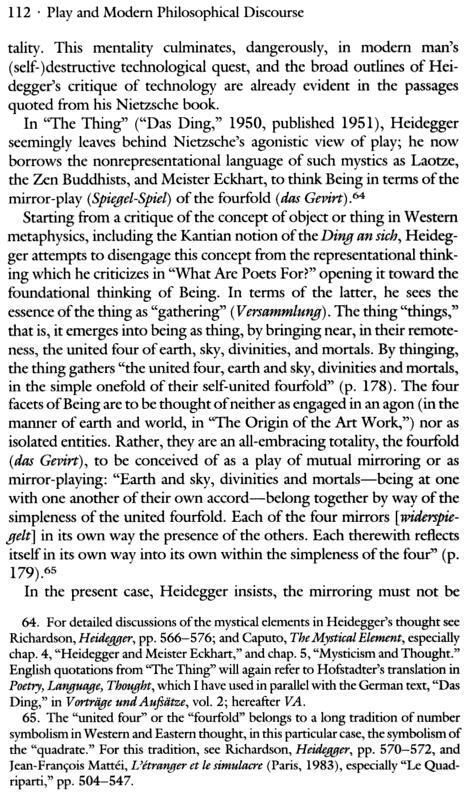 112 · Play and Modern Philosophical Discourse
tality. This mentality culminates, dangerously, in modern man's
(self-)destructive technological quest, and the broad outlines of Hei-
degger's critique of technology are already evident in the passages
quoted from his Nietzsche book.
In "The Thing" ("Das Ding," 1950, published 1951), Heidegger
seemingly leaves behind Nietzsche's agonistic view of play; he now
borrows the nonrepresentational language of such mystics as Laotze,
the Zen Buddhists, and Meister Eckhart, to think Being in terms of the
mirror-play (Spiegel-Spiel) of the fourfold (das Gevirt).64
Starting from a critique of the concept of object or thing in Western
metaphysics, including the Kantian notion of the Ding an sich, Heideg-
ger attempts to disengage this concept from the representational think-
ing which he criticizes in "What Are Poets For?" opening it toward the
foundational thinking of Being. In terms of the latter, he sees the
essence of the thing as "gathering" (Versammlung). The thing "things,"
that is, it emerges into being as thing, by bringing near, in their remote-
ness, the united four of earth, sky, divinities, and mortals. By thinging,
the thing gathers "the united four, earth and sky, divinities and mortals,
in the simple onefold of their self-united fourfold" (p. 178). The four
facets of Being are to be thought of neither as engaged in an agon (in the
manner of earth and world, in "The Origin of the Art Work,") nor as
isolated entities. Rather, they are an all-embracing totality, the fourfold
(das Gevirt), to be conceived of as a play of mutual mirroring or as
mirror-playing: "Earth and sky, divinities and mortals—being at one
with one another of their own accord—belong together by way of the
simpleness of the united fourfold. Each of the four mirrors [widerspie-
gelt] in its own way the presence of the others. Each therewith reflects
itself in its own way into its own within the simpleness of the four" (p.
179).65
In the present case, Heidegger insists, the mirroring must not be
64. For detailed discussions of the mystical elements in Heidegger's thought see
Richardson, Heidegger, pp. 566–576; and Caputo, The Mystical Element, especially
chap. 4, "Heidegger and Meister Eckhart," and chap. 5, "Mysticism and Thought."
English quotations from "The Thing" will again refer to Hofstadter's translation in
Poetry, Language, Thought, which I have used in parallel with the German text, "Das
Ding," in Vorträge und Aufsätze, vol. 2; hereafter VA.
65. The "united four" or the "fourfold" belongs to a long tradition of number
symbolism in Western and Eastern thought, in this particular case, the symbolism of
the "quadrate." For this tradition, see Richardson, Heidegger, pp. 570–572, and
Jean-François Mattéi, L'étranger et le simulacre (Paris, 1983), especially "Le Quad-
riparti," pp. 504–547.